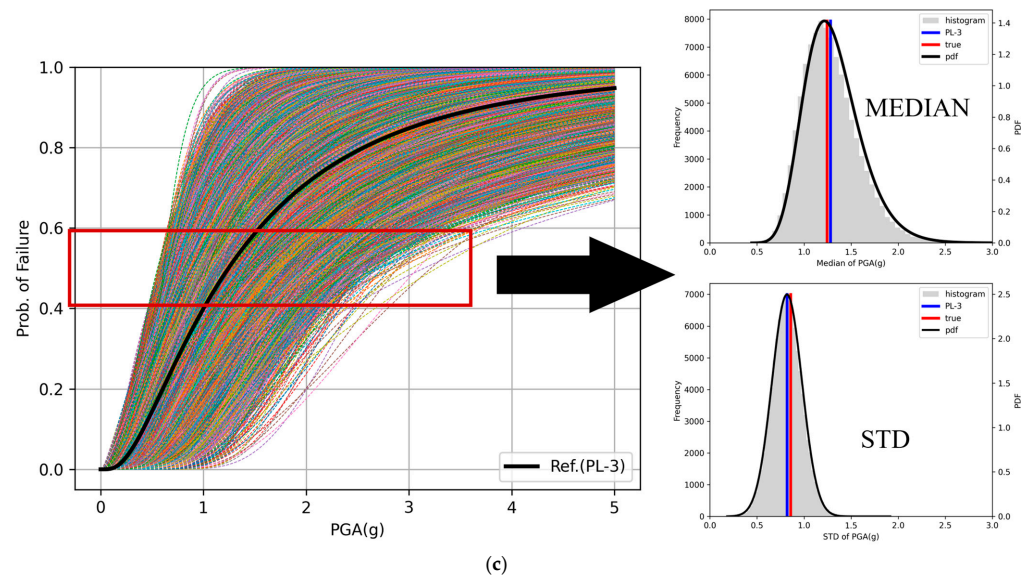 1.0
0.8
0.6
0.4
0.2
0.0
Prob. of Failure
0
1
2
3
4
5
PGA(g)
Ref.(PL-3)
8000
7000
6000
5000
4000
3000
2000
1000
0
Frequency
histogram
PL-3
true
pdf
MEDIAN
1.4
1.2
1.0
0.8
0.6
0.4
0.2
0.0
PDF
0.0
0.5
1.0
1.5
2.0
2.5
3.0
Median of PGA(g)
7000
6000
5000
4000
3000
2000
1000
0
Frequency
histogram
PL-3
true
pdf
STD
2.5
2.0
1.5
1.0
0.5
0.0
PDF
0.0
0.5
1.0
1.5
2.0
2.5
3.0
STD of PGA(g)
(c)